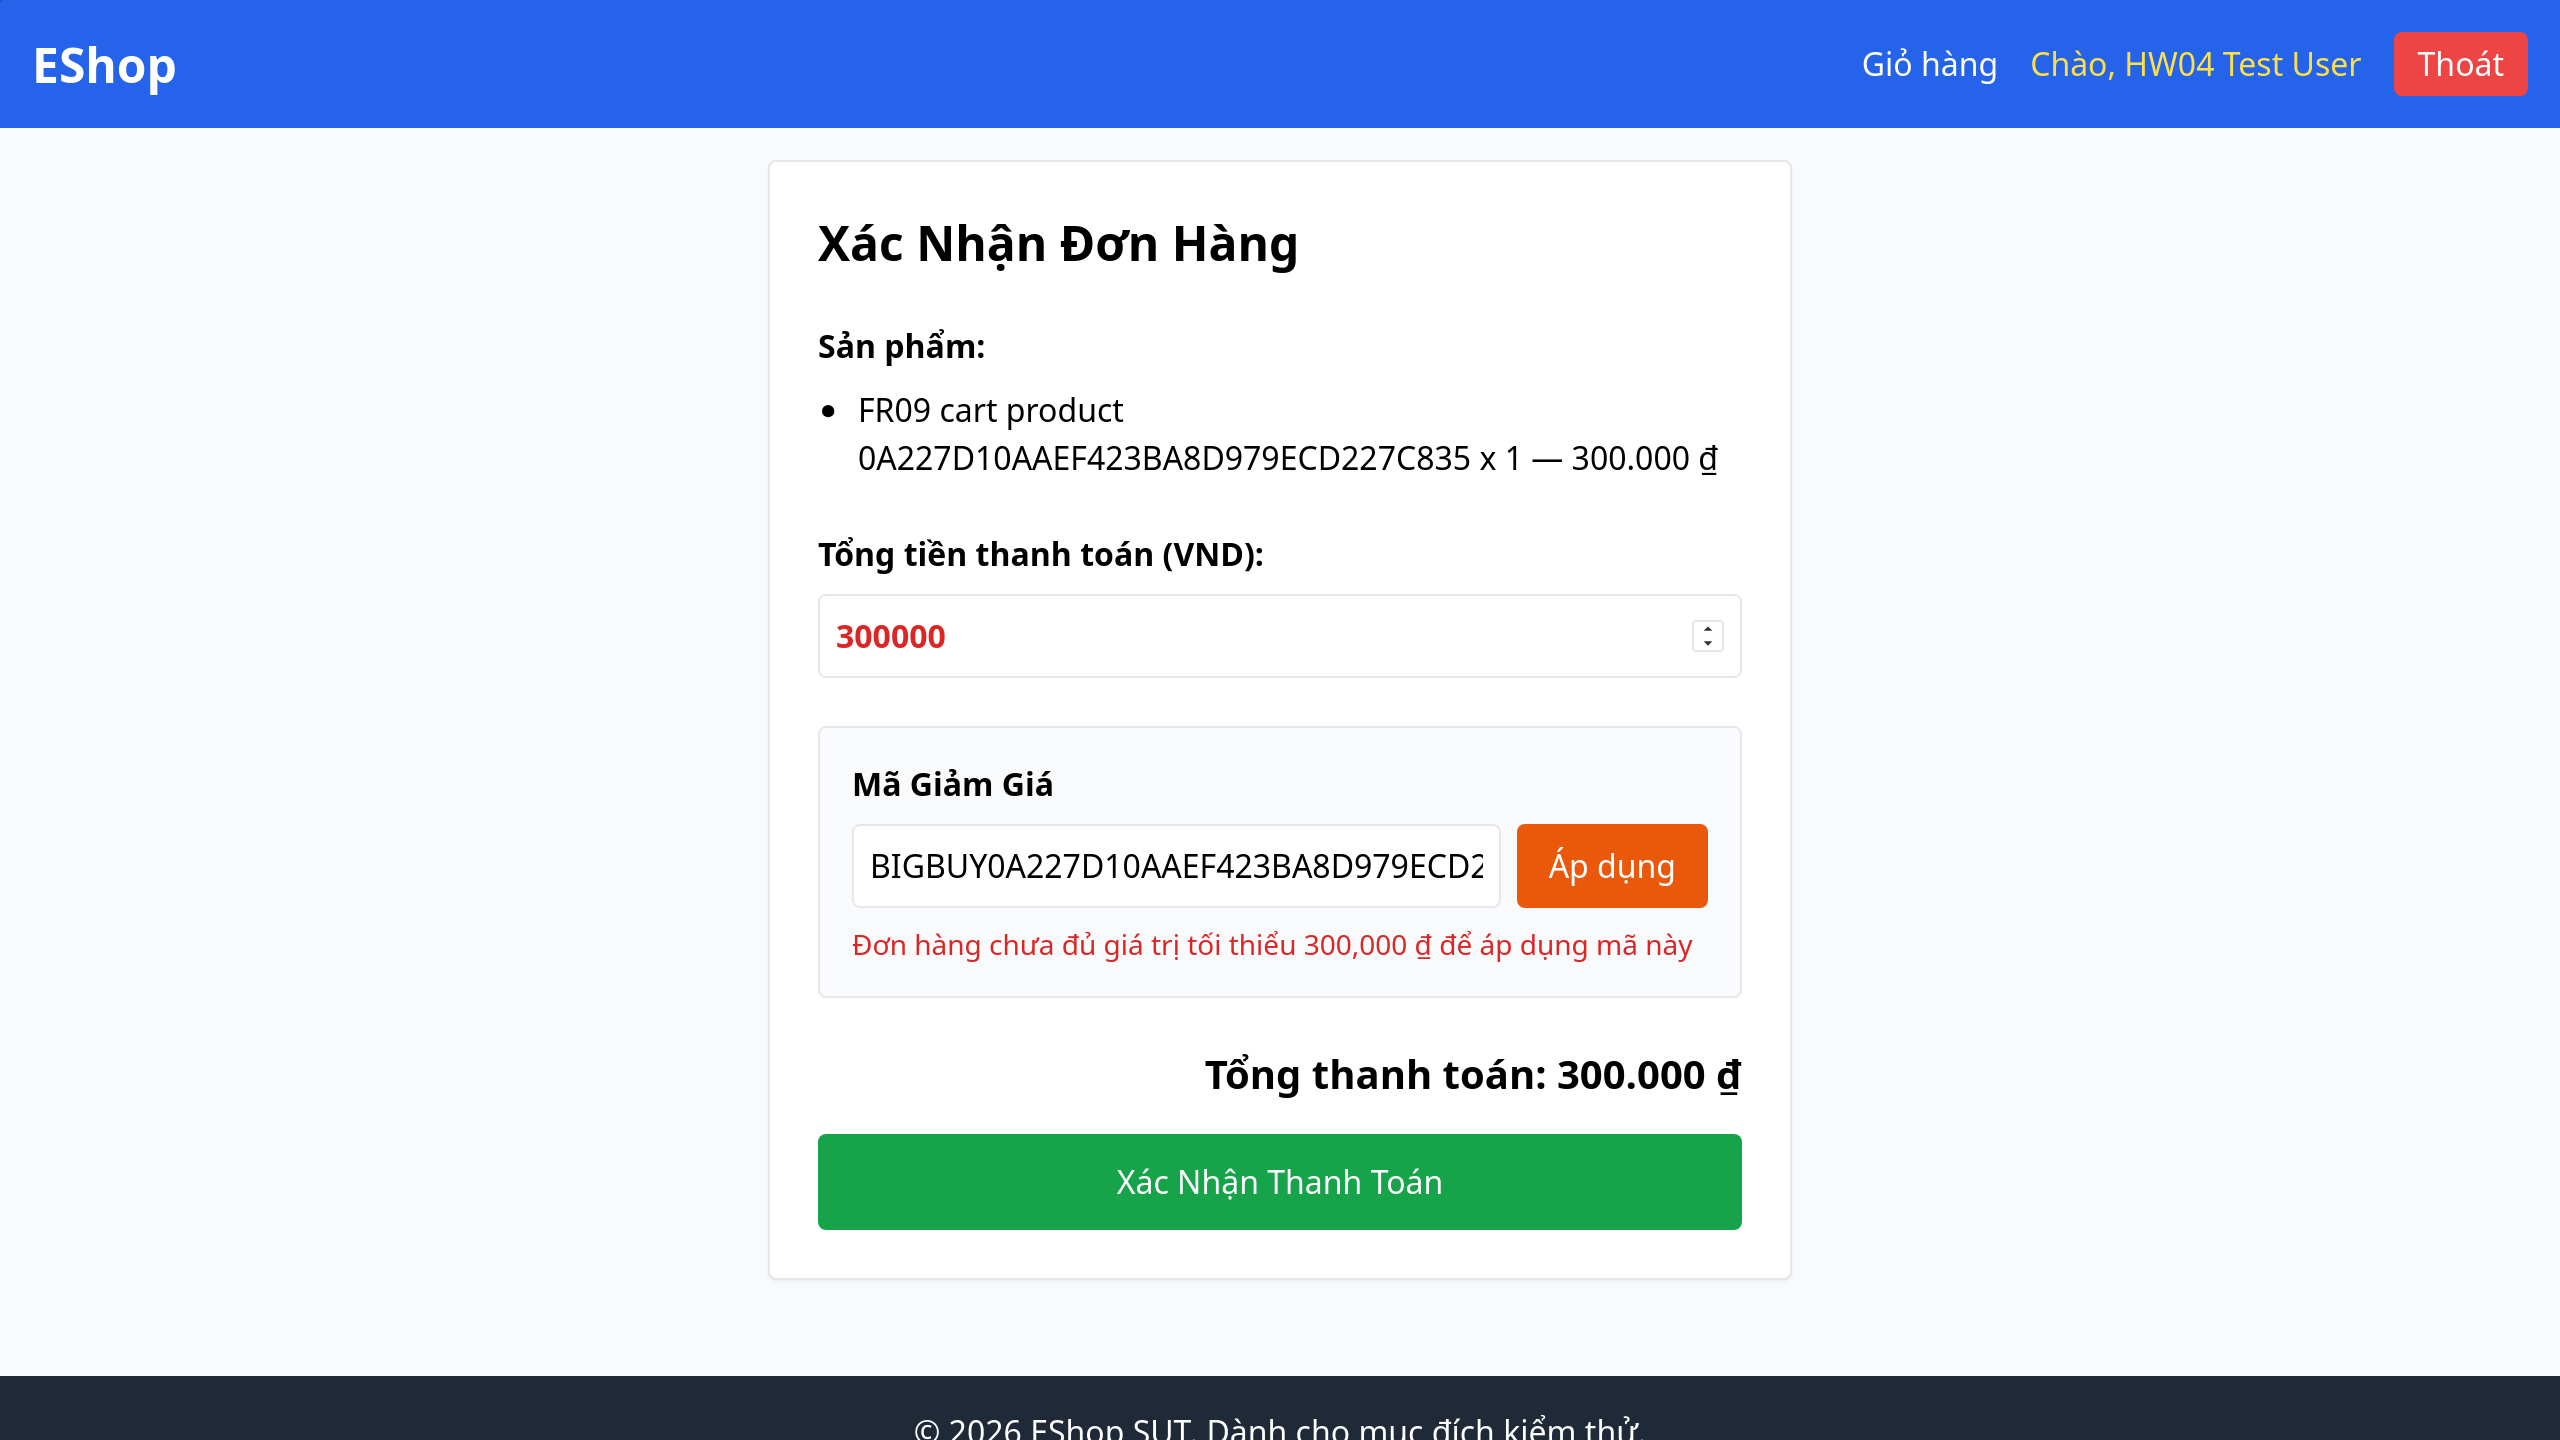 EShop
Giỏ hàng
Chào, HW04 Test User
Thoát
Xác Nhận Đơn Hàng
Sản phẩm:
FR09 cart product
0A227D10AAEF423BA8D979ECD227C835 x 1 — 300.000 ₫
Tổng tiền thanh toán (VND):
300000
Mã Giảm Giá
BIGBUY0A227D10AAEF423BA8D979ECD2
Áp dụng
Đơn hàng chưa đủ giá trị tối thiểu 300,000 ₫ để áp dụng mã này
Tổng thanh toán: 300.000 ₫
Xác Nhận Thanh Toán
© 2026 EShop SUT. Dành cho mục đích kiểm thử.